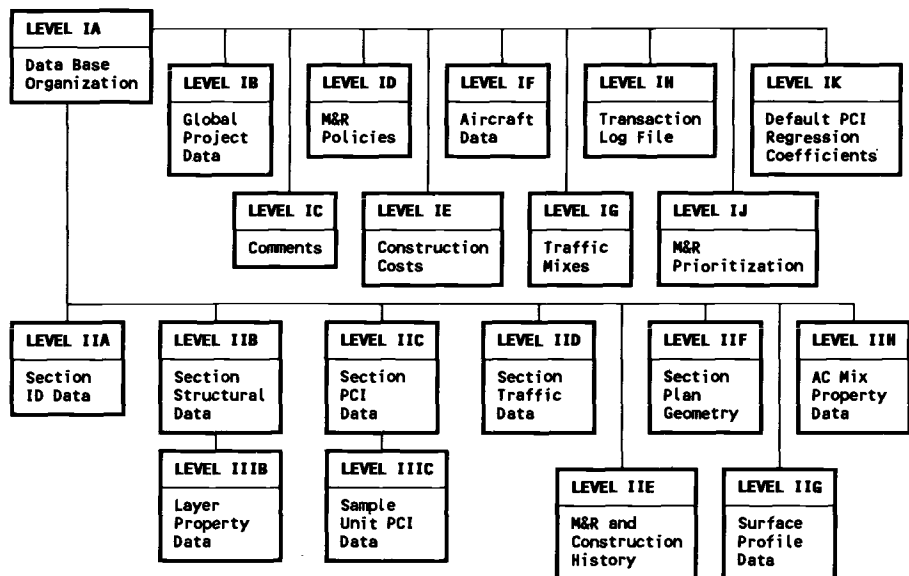 LEVEL IA
Data Base
Organization
LEVEL IB
Global
Project
Data
LEVEL ID
M&R
Policies
LEVEL IF
Aircraft
Data
LEVEL IH
Transaction
Log File
LEVEL IK
Default PCI
Regression
Coefficients
LEVEL IC
Comments
LEVEL IE
Construction
Costs
LEVEL IG
Traffic
Mixes
LEVEL IJ
M&R
Prioritization
LEVEL IIA
Section
ID Data
LEVEL IIB
Section
Structural
Data
LEVEL IIC
Section
PCI
Data
LEVEL IID
Section
Traffic
Data
LEVEL IIF
Section
Plan
Geometry
LEVEL IIH
AC Mix
Property
Data
LEVEL IIIB
Layer
Property
Data
LEVEL IIIC
Sample
Unit PCI
Data
LEVEL IIE
M&R and
Construction
History
LEVEL IIG
Surface
Profile
Data